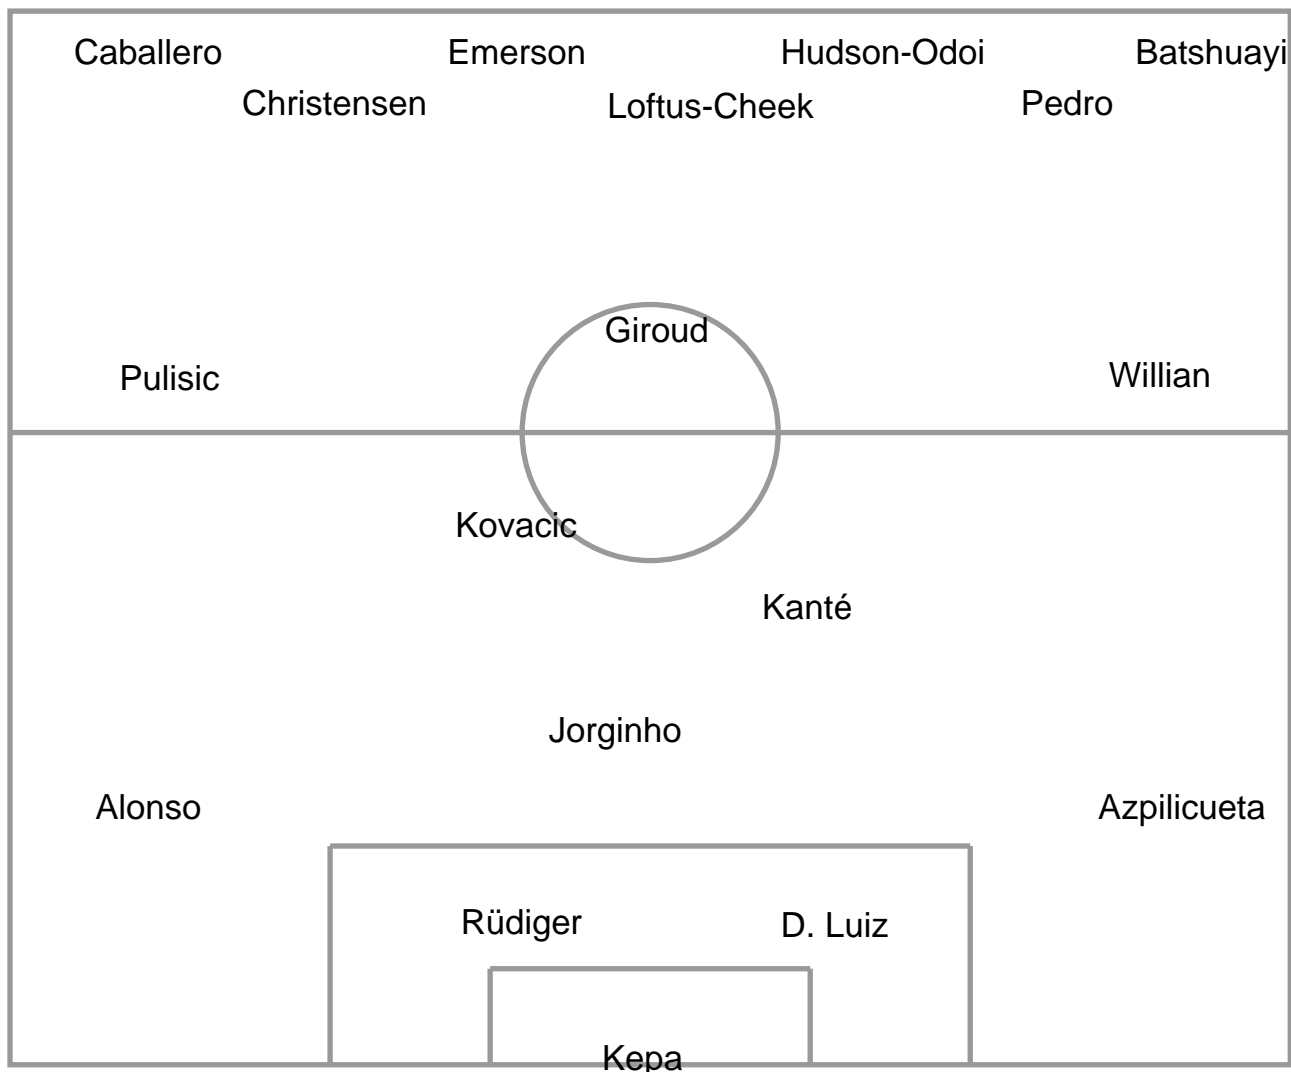 Caballero Emerson Hudson-Odoi Batshuayi
Christensen Loftus-Cheek Pedro
Giroud
Pulisic Willian
Kovacic
Kanté
Jorginho
Alonso Azpilicueta
Rüdiger D. Luiz
Kepa